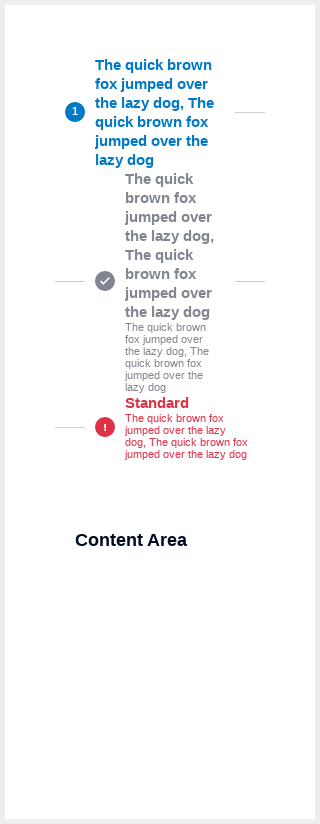 The quick brown
fox jumped over
the lazy dog, The
1
quick brown fox
jumped over the
lazy dog
The quick
brown fox
jumped over
the lazy dog,
The quick
brown fox
jumped over
the lazy dog
The quick brown
fox jumped over
the lazy dog, The
quick brown fox
jumped over the
lazy dog
Standard
!
The quick brown fox
jumped over the lazy
dog, The quick brown fox
jumped over the lazy dog
Content Area